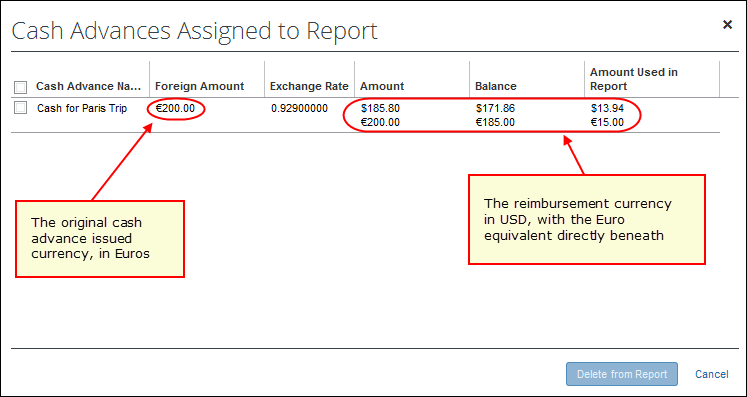 Cash Advances Assigned to Report
Cash Advance Na... Foreign Amount Exchange Rate Amount Balance Amount Used in
Report
Cash for Paris Trip €200.00 0.92900000 $185.80 $171.86 $13.94
€200.00 €185.00 €15.00
The original cash
advance issued
currency, in Euros
The reimbursement currency
in USD, with the Euro
equivalent directly beneath
Delete from Report Cancel